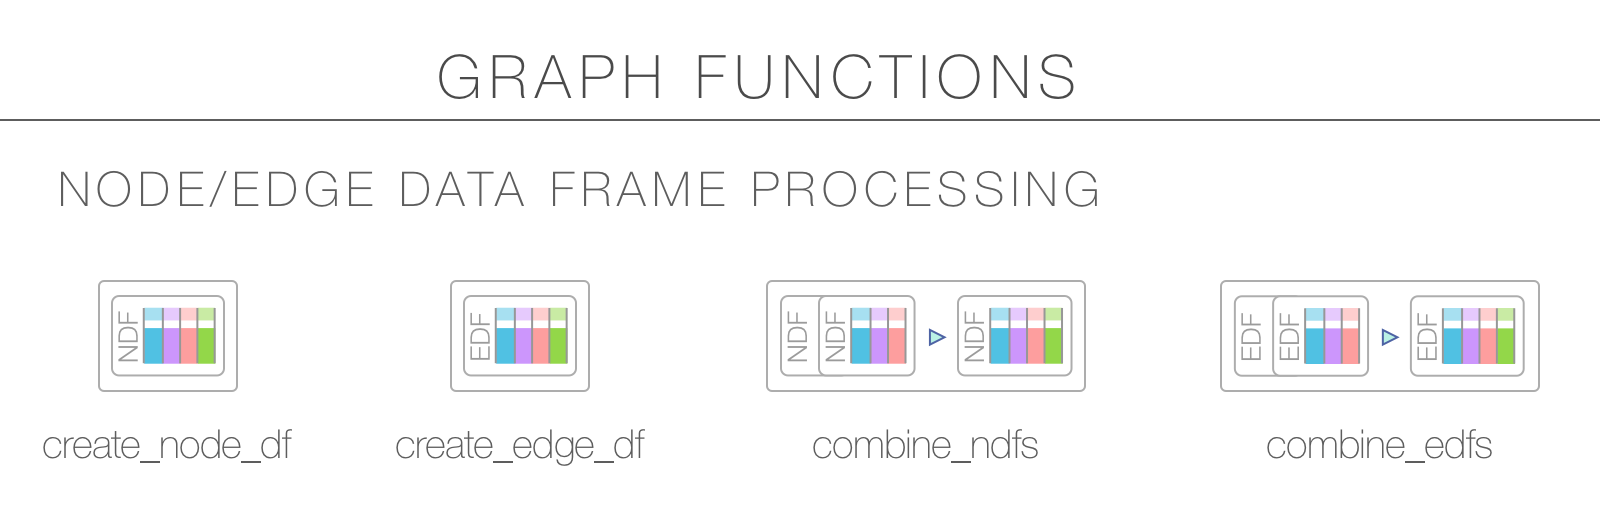 GRAPH FUNCTIONS
NODE/EDGE DATA FRAME PROCESSING
NDF
EDF
NDF NDF NDF
EDF EDF EDF
create_node_df
create_edge_df
combine_ndfs
combine_edfs